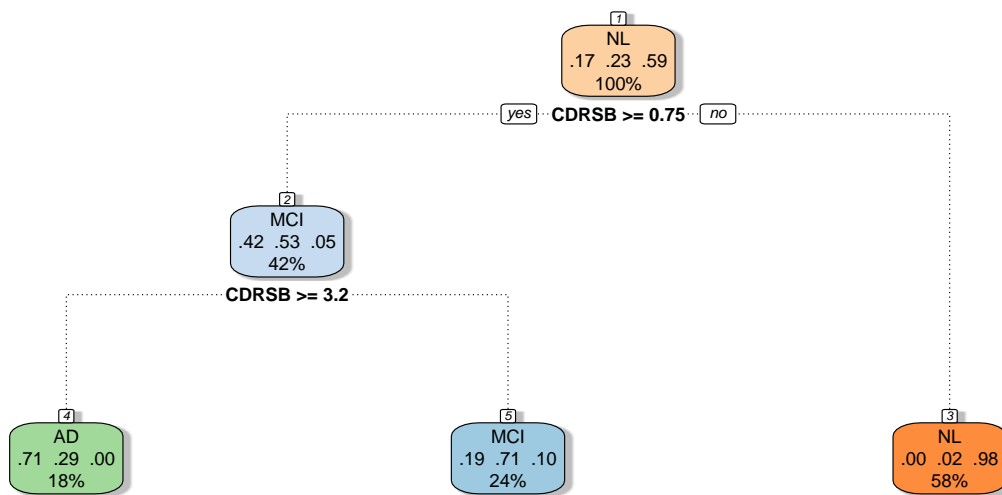 1
NL
.17 .23 .59
100%
yes CDRSB >= 0.75 no
2
MCI
.42 .53 .05
42%
CDRSB >= 3.2
4
AD
.71 .29 .00
18%
5
MCI
.19 .71 .10
24%
3
NL
.00 .02 .98
58%